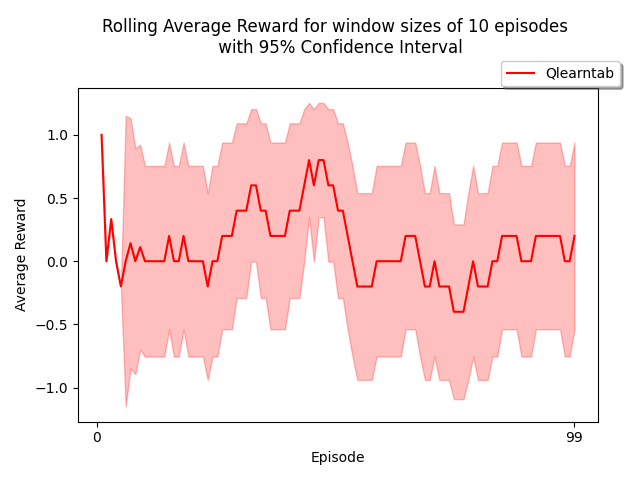 Rolling Average Reward for window sizes of 10 episodes
with 95% Confidence Interval
Qlearntab
Average Reward
1.0
0.5
0.0
−0.5
−1.0
0
99
Episode